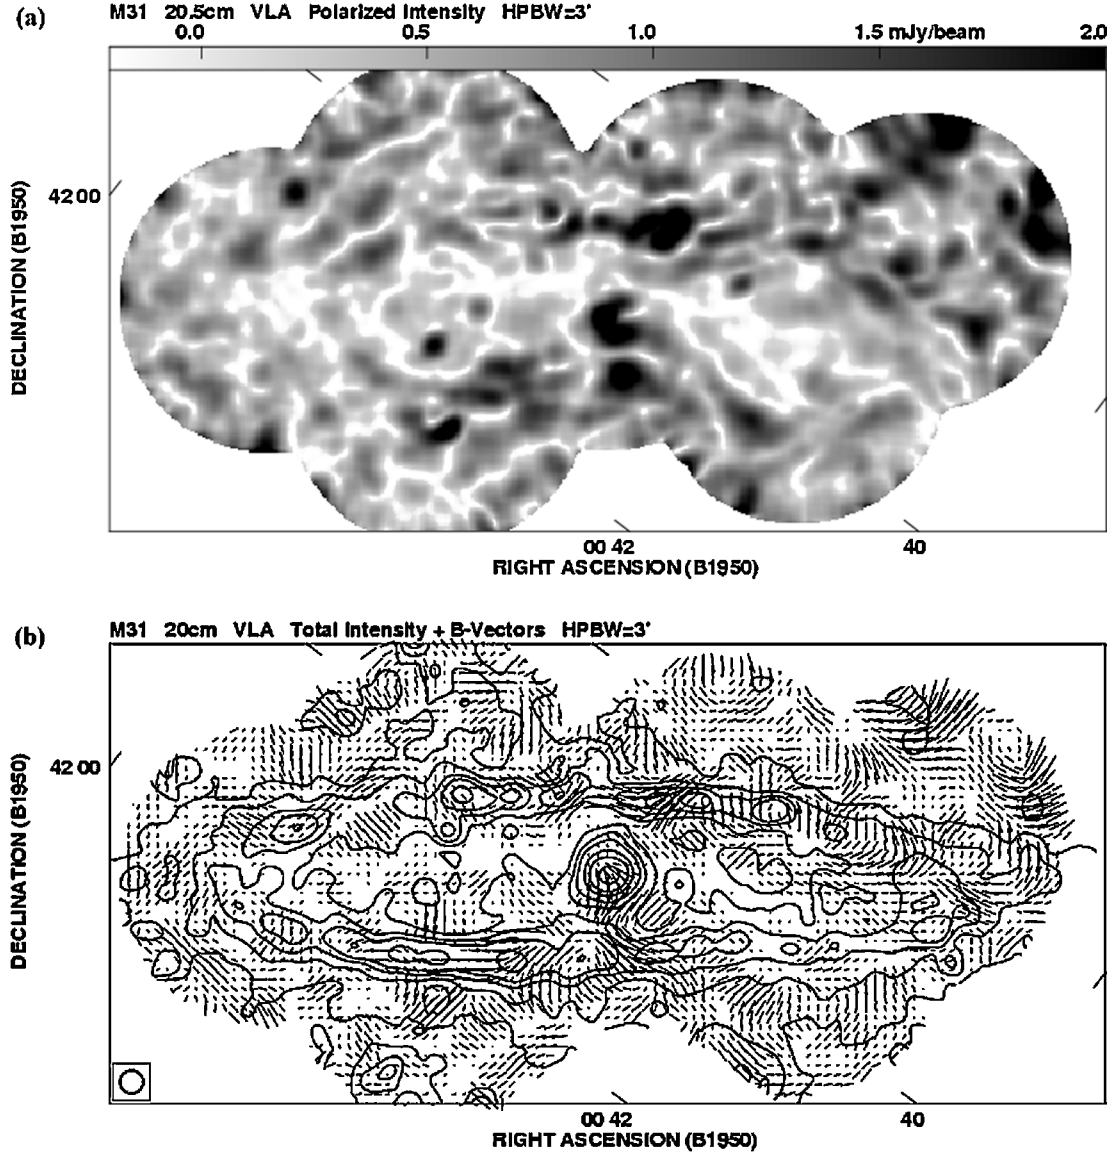 (a)
M31 20.5cm VLA Polarized Intensity HPBW=3'
0.0 0.5 1.0 1.5 mJy/beam 2.0
DECLINATION (B1950)
42 00
00 42 40
RIGHT ASCENSION (B1950)
(b)
M31 20cm VLA Total Intensity + B-Vectors HPBW=3'
DECLINATION (B1950)
42 00
00 42 40
RIGHT ASCENSION (B1950)